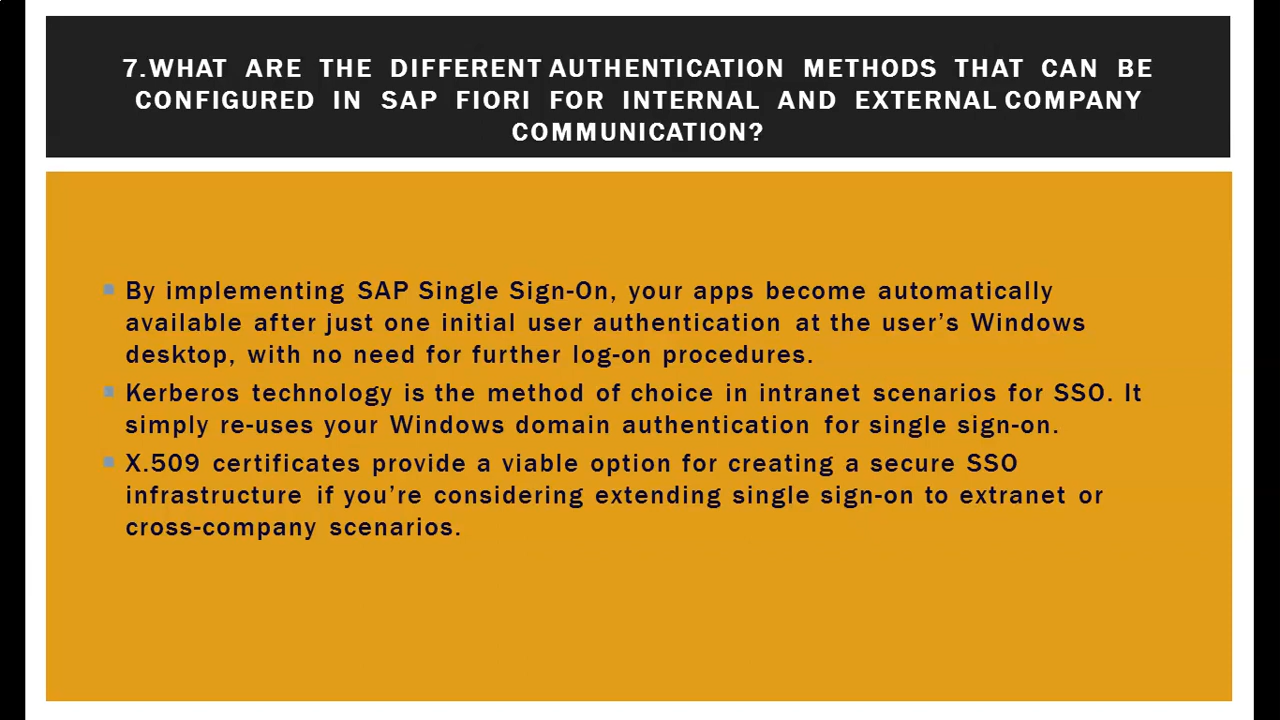 7.WHAT ARE THE DIFFERENT AUTHENTICATION METHODS THAT CAN BE
CONFIGURED IN SAP FIORI FOR INTERNAL AND EXTERNAL COMPANY
COMMUNICATION?
By implementing SAP Single Sign-On, your apps become automatically
available after just one initial user authentication at the user’s Windows
desktop, with no need for further log-on procedures.
Kerberos technology is the method of choice in intranet scenarios for SSO. It
simply re-uses your Windows domain authentication for single sign-on.
X.509 certificates provide a viable option for creating a secure SSO
infrastructure if you’re considering extending single sign-on to extranet or
cross-company scenarios.